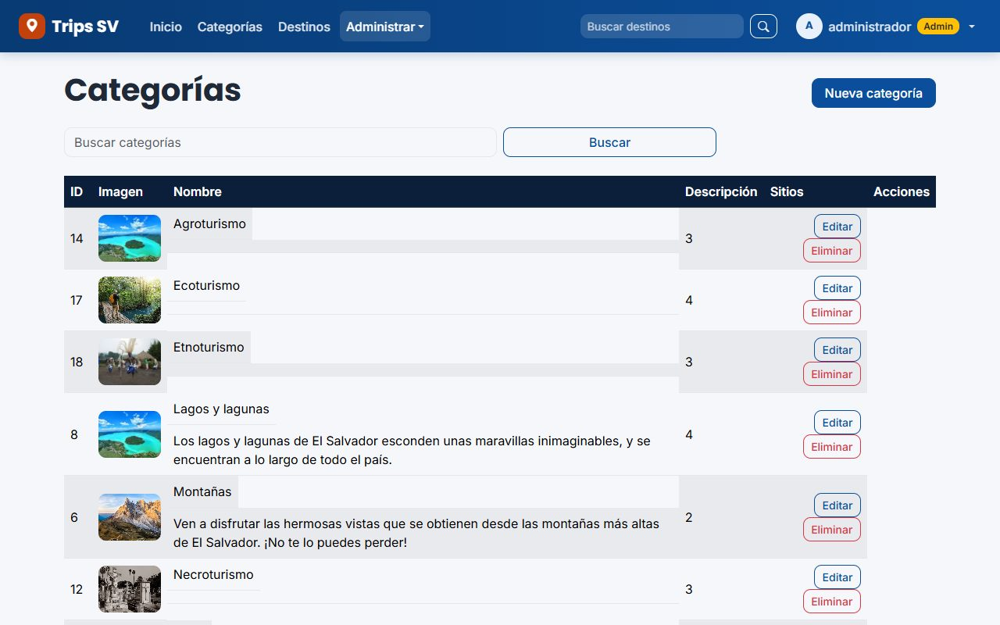 Trips SV
Inicio
Categorías
Destinos
Administrar
Buscar destinos
A
administrador
Admin
Categorías
Nueva categoría
Buscar categorías
Buscar
ID Imagen Nombre Descripción Sitios Acciones
14 Agroturismo 3 Editar
Eliminar
17 Ecoturismo 4 Editar
Eliminar
18 Etnoturismo 3 Editar
Eliminar
8 Lagos y lagunas 4 Editar
Los lagos y lagunas de El Salvador esconden unas maravillas inimaginables, y se
encuentran a lo largo de todo el país.
Eliminar
6 Montañas 2 Editar
Ven a disfrutar las hermosas vistas que se obtienen desde las montañas más altas
de El Salvador. ¡No te lo puedes perder!
Eliminar
12 Necroturismo 3 Editar
Eliminar